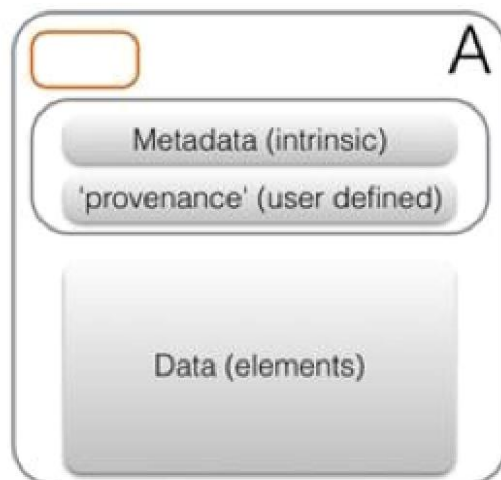 A
Metadata (intrinsic)
'provenance' (user defined)
Data (elements)